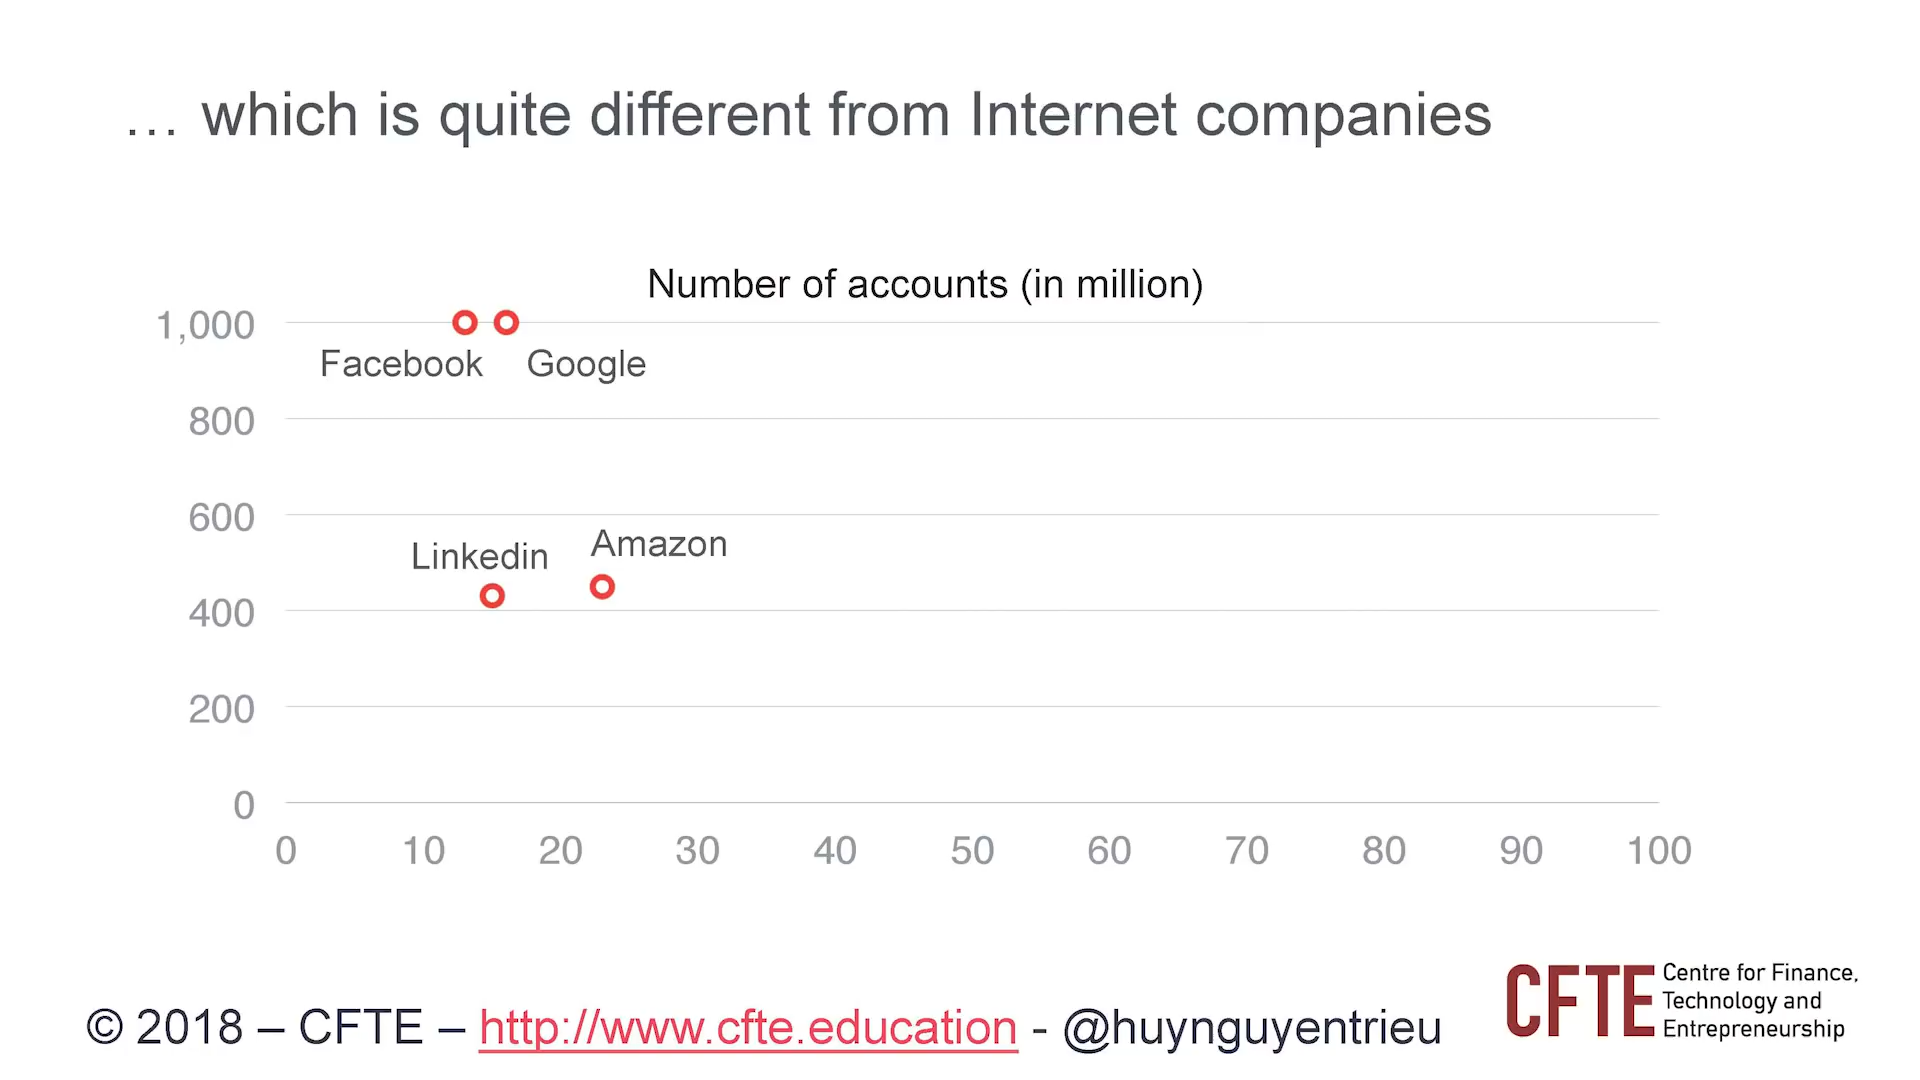 … which is quite different from Internet companies
Number of accounts (in million)
1,000
Facebook
Google
800
600
Linkedin
Amazon
400
200
0
0 10 20 30 40 50 60 70 80 90 100
© 2018 – CFTE – http://www.cfte.education - @huynguyentrieu
CFTE
Centre for Finance,
Technology and
Entrepreneurship